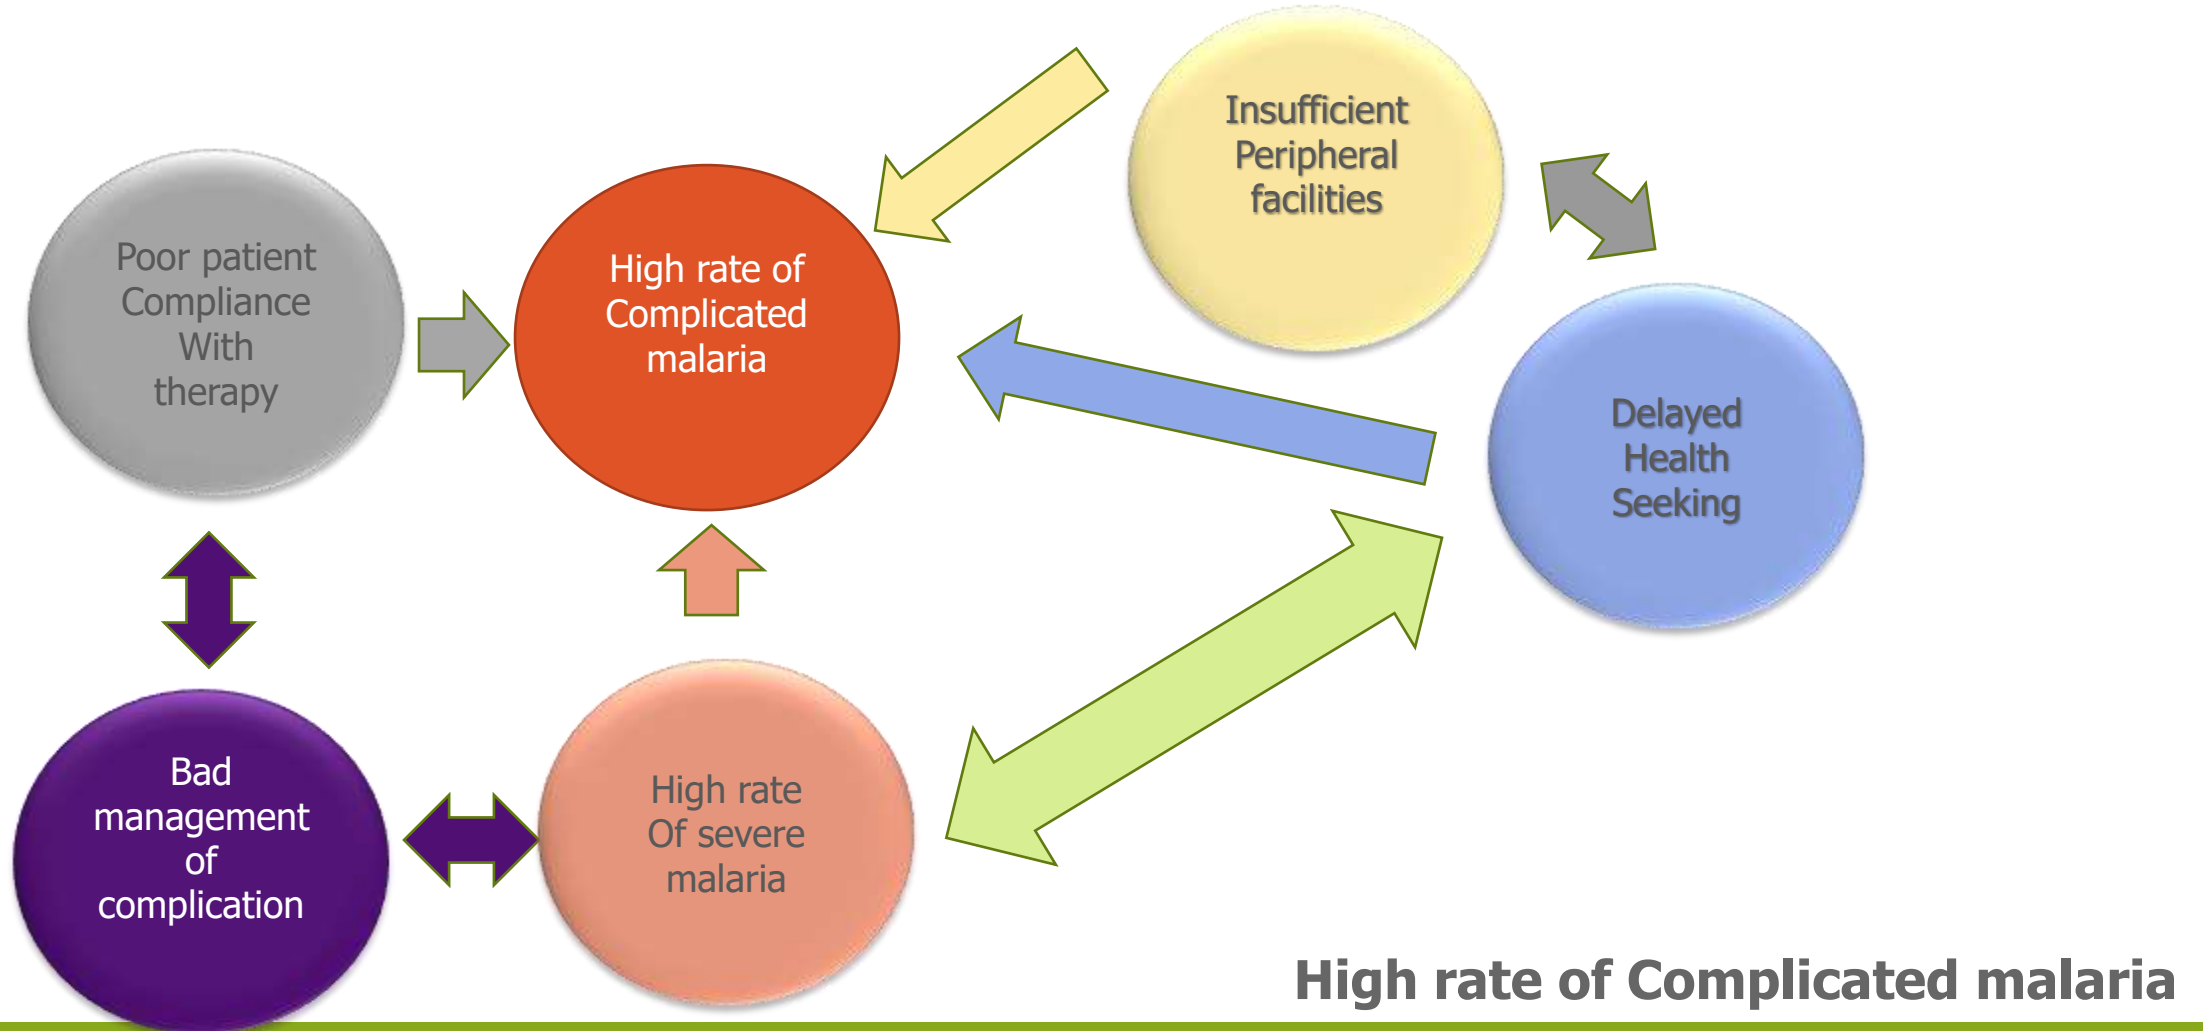 Insufficient
Peripheral
facilities
Poor patient
Compliance
With
therapy
High rate of
Complicated
malaria
Delayed
Health
Seeking
Bad
management
of
complication
High rate
Of severe
malaria
High rate of Complicated malaria